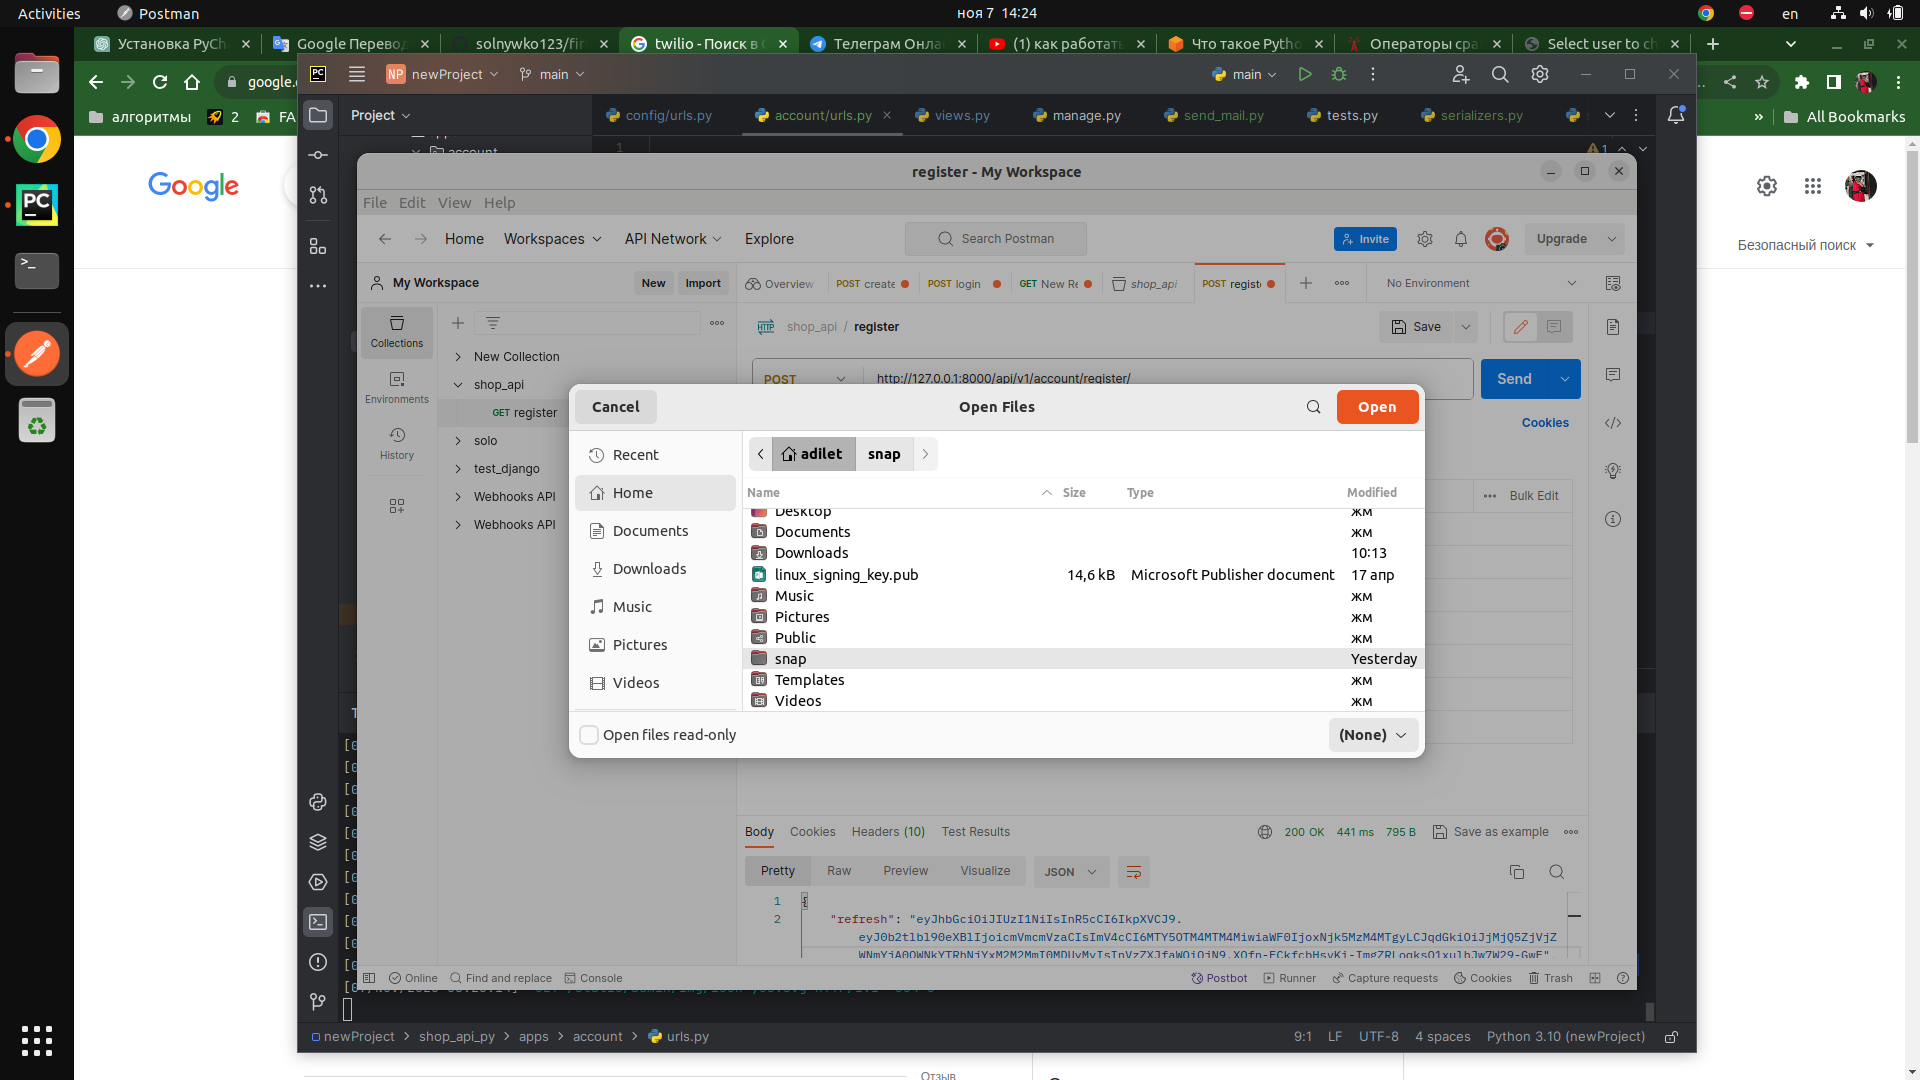 Activities
Postman
ноя 7 14:24
en
Установка PyCh
Google Перевод
solnywko123/fir
twilio - Поиск в G
Телеграм Онла
(1) как работать
Что такое Pytho
Операторы сра
Select user to ch
google.
алгоритмы
2
FA
»
All Bookmarks
Google
Безопасный поиск
Отзыв
PC
NP newProject
main
main
Project
config/urls.py
account/urls.py
views.py
manage.py
send_mail.py
tests.py
serializers.py
account
1
1
register - My Workspace
File Edit View Help
Home
Workspaces
API Network
Explore
Search Postman
Invite
Upgrade
My Workspace
New
Import
Overview
POST create
POST login
GET New Re
shop_api
POST regist
No Environment
Collections
Environments
History
New Collection
shop_api
GET register
solo
test_django
Webhooks API
Webhooks API
HTTP
shop_api / register
Save
POST
http://127.0.0.1:8000/api/v1/account/register/
Send
Cookies
Bulk Edit
Cancel
Open Files
Open
Recent
Home
Documents
Downloads
Music
Pictures
Videos
adilet
snap
Name
Size
Type
Modified
Desktop жм
Documents жм
Downloads 10:13
linux_signing_key.pub 14,6 kB Microsoft Publisher document 17 апр
Music жм
Pictures жм
Public жм
snap Yesterday
Templates жм
Videos жм
Open files read-only
(None)
Body
Cookies
Headers (10)
Test Results
200 OK
441 ms
795 B
Save as example
Pretty
Raw
Preview
Visualize
JSON
1 {
2 "refresh": "eyJhbGciOiJIUzI1NiIsInR5cCI6IkpXVCJ9.
Online
Find and replace
Console
Postbot
Runner
Capture requests
Cookies
Trash
newProject
shop_api_py
apps
account
urls.py
9:1
LF
UTF-8
4 spaces
Python 3.10 (newProject)